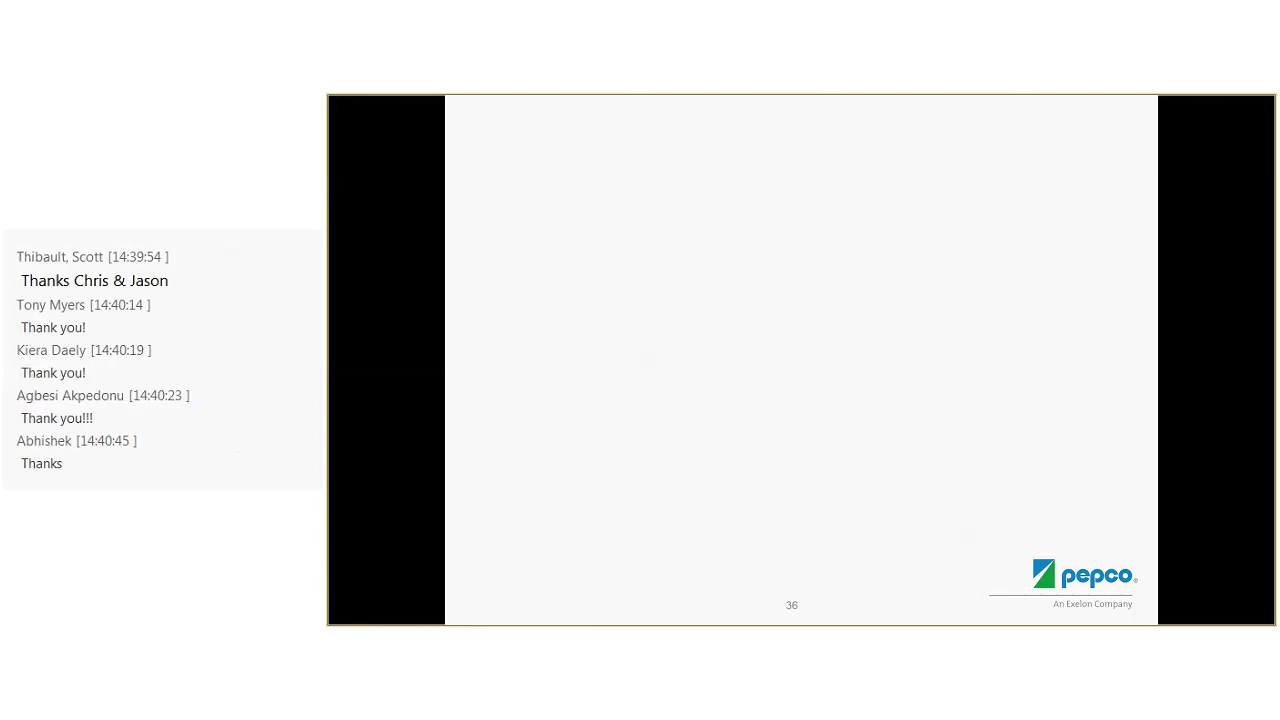 Thibault, Scott [14:39:54 ]
Thanks Chris & Jason
Tony Myers [14:40:14 ]
Thank you!
Kiera Daely [14:40:19 ]
Thank you!
Agbesi Akpedonu [14:40:23 ]
Thank you!!!
Abhishek [14:40:45 ]
Thanks
pepco®
An Exelon Company
36